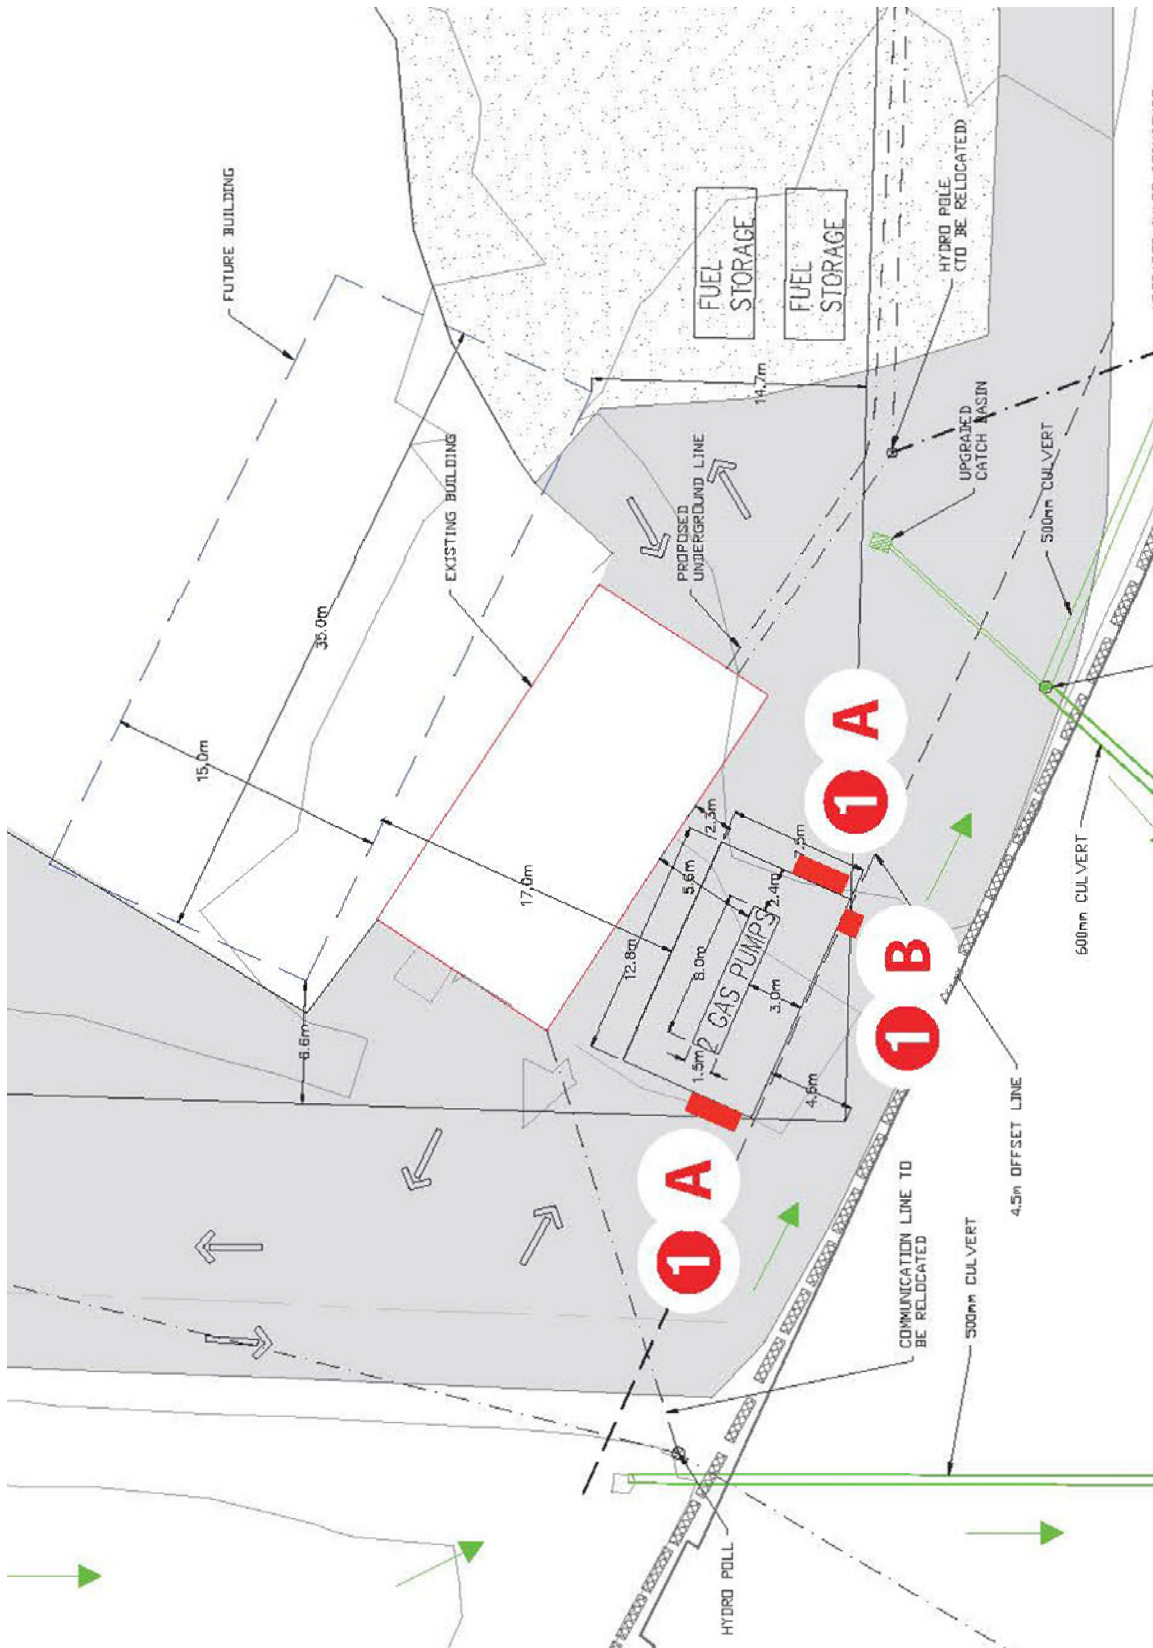 FUTURE BUILDING
EXISTING BUILDING
35.0m
15.0m
17.0m
6.6m
FUEL
STORAGE
FUEL
STORAGE
HYDRO POLE
(TO BE RELOCATED)
14.7m
UPGRADED
CATCH BASIN
500mm CULVERT
PROPOSED
UNDERGROUND LINE
2.3m
7.5m
5.6m
2.4m
12.8m
8.0m
2 GAS PUMPS
3.0m
1.5m
4.5m
1 A
1 B
1 A
600mm CULVERT
4.5m OFFSET LINE
COMMUNICATION LINE TO
BE RELOCATED
500mm CULVERT
HYDRO POLL